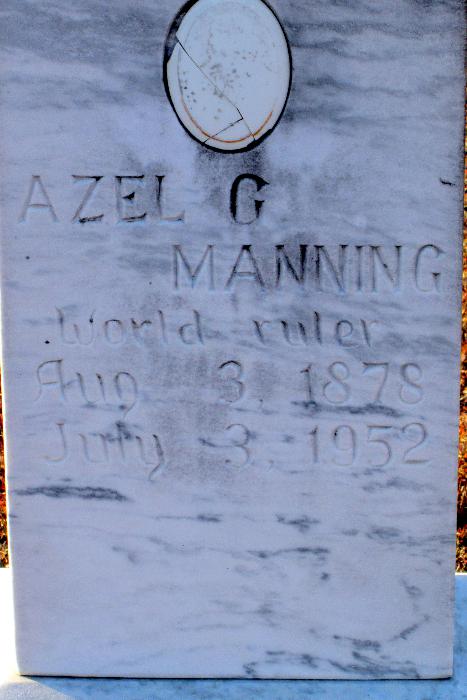 AZEL G
MANNING
World ruler
Aug 3, 1878
July 3, 1952